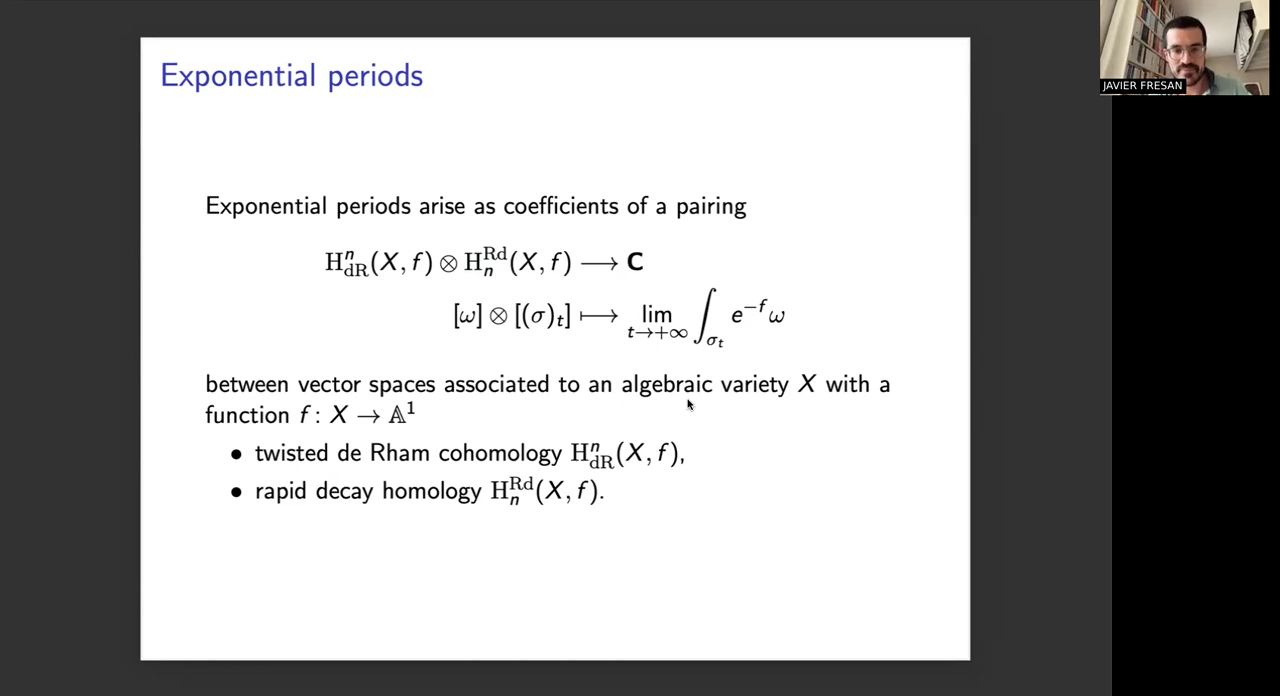 Exponential periods
JAVIER FRESAN
Exponential periods arise as coefficients of a pairing
H^n_dR(X, f) ⊗ H^Rd_n(X, f) ⟶ C
[ω] ⊗ [(σ)_t] ⟼ lim_{t→+∞} ∫_{σ_t} e^{−f} ω
between vector spaces associated to an algebraic variety X with a
function f : X → 𝔸^1
• twisted de Rham cohomology H^n_dR(X, f),
• rapid decay homology H^Rd_n(X, f).